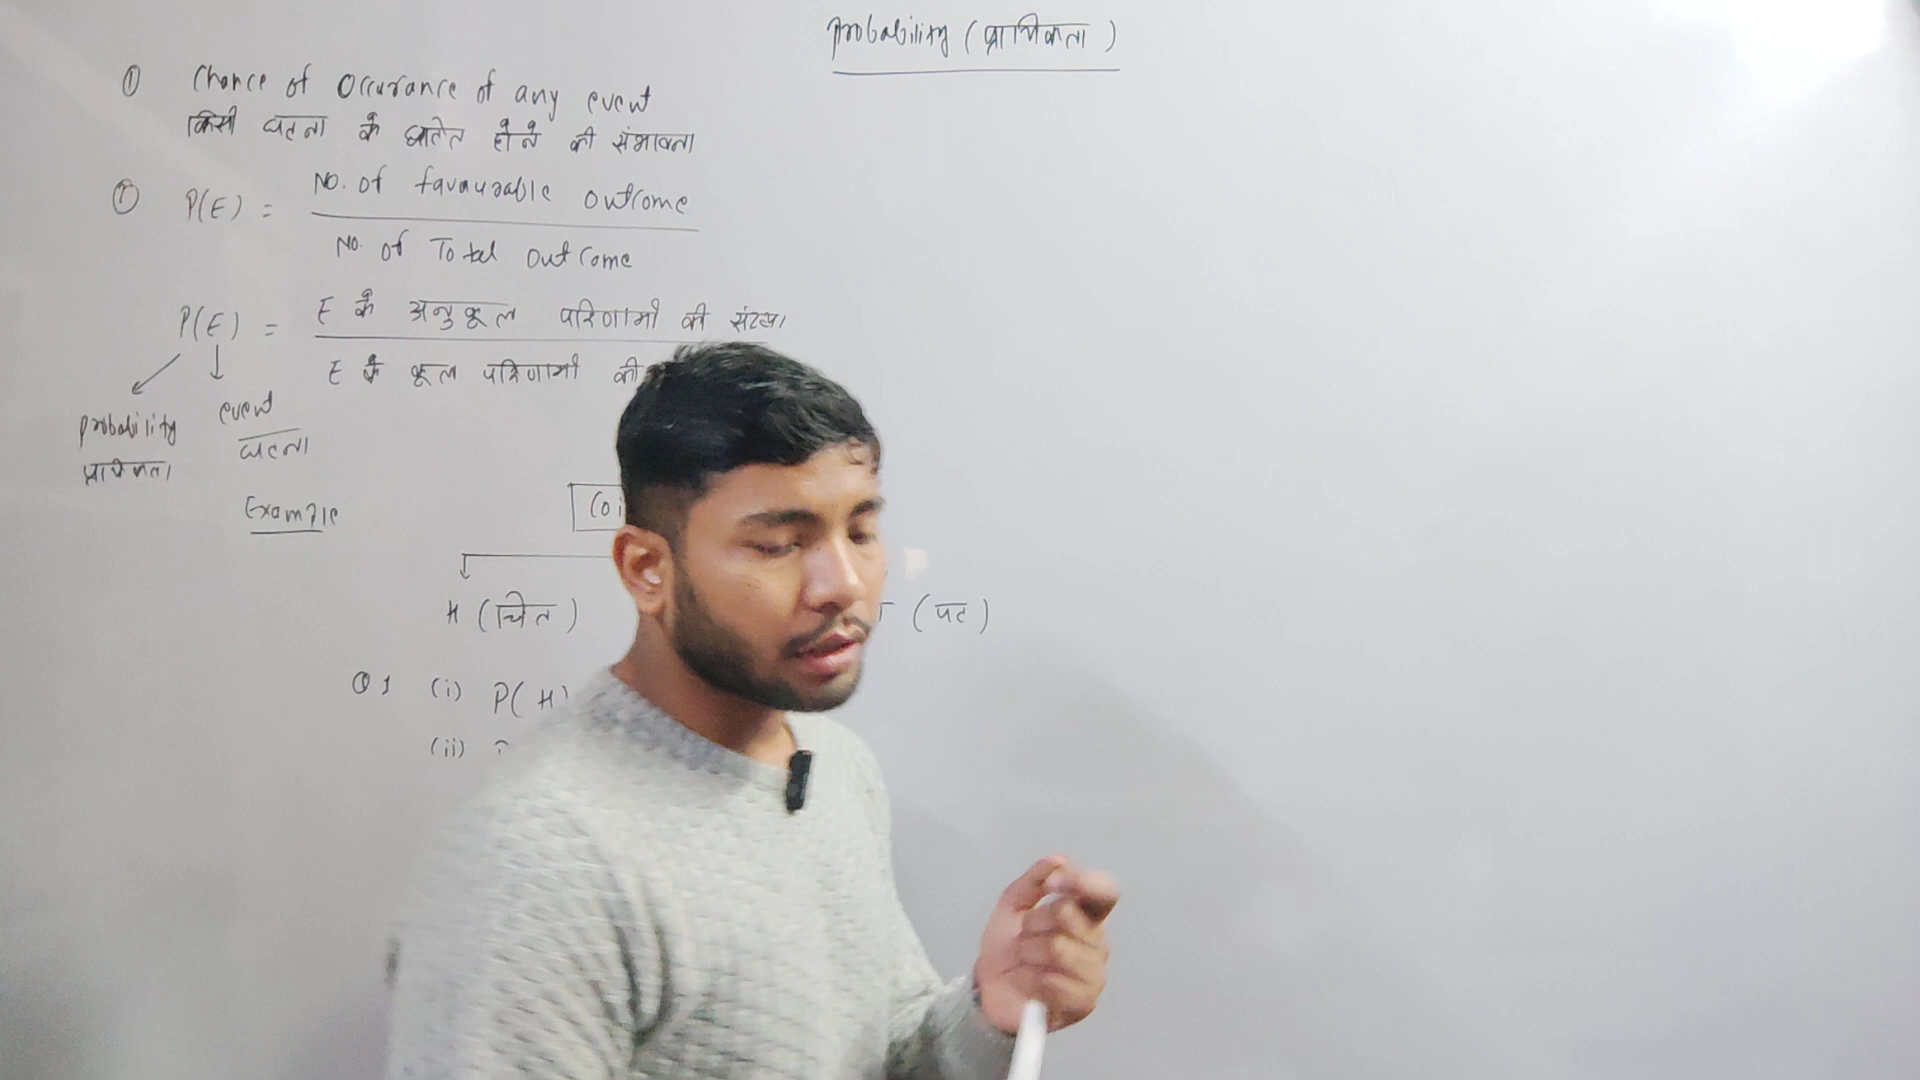 Probability (प्रायिकता)
① Chance of Occurance of any event
किसी घटना के घटित होने की संभावना
P(E) = No. of favourable outcome
No. of Total outcome
P(E) = E के अनुकूल परिणामों की संख्या
E के कूल परिणामों की
probability event
प्रायिकता घटना
Example
Coi
H (चित) T (पट)
Q1 (i) P(H)
(ii)